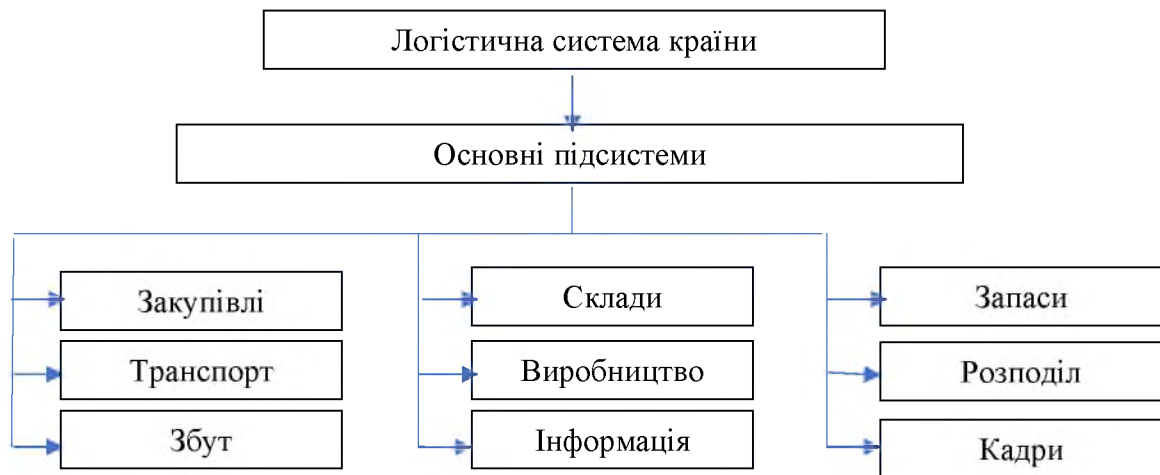 Логістична система країни
Основні підсистеми
Закупівлі
Склади
Запаси
Транспорт
Виробництво
Розподіл
Збут
Інформація
Кадри